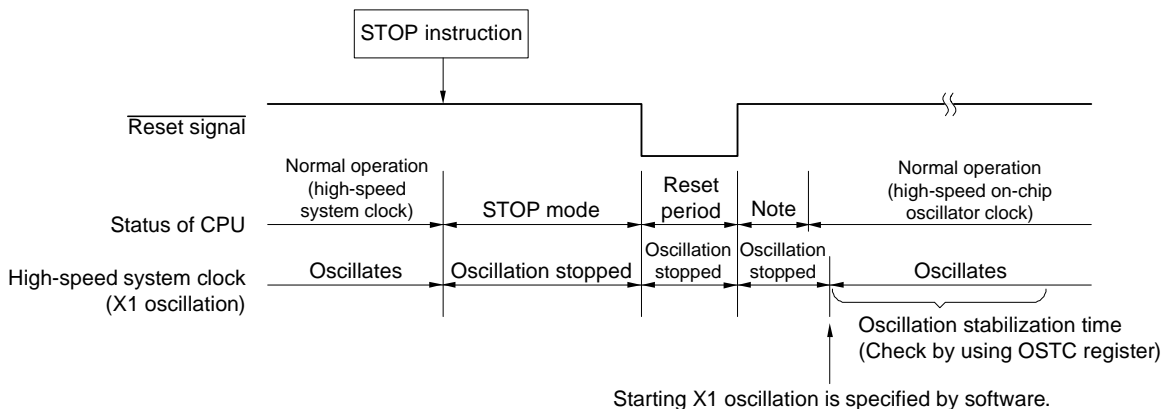 STOP instruction
Reset signal
Normal operation
(high-speed
system clock)
STOP mode
Reset
period
Note
Normal operation
(high-speed on-chip
oscillator clock)
Status of CPU
High-speed system clock
(X1 oscillation)
Oscillates
Oscillation stopped
Oscillation
stopped
Oscillation
stopped
Oscillates
Oscillation stabilization time
(Check by using OSTC register)
Starting X1 oscillation is specified by software.